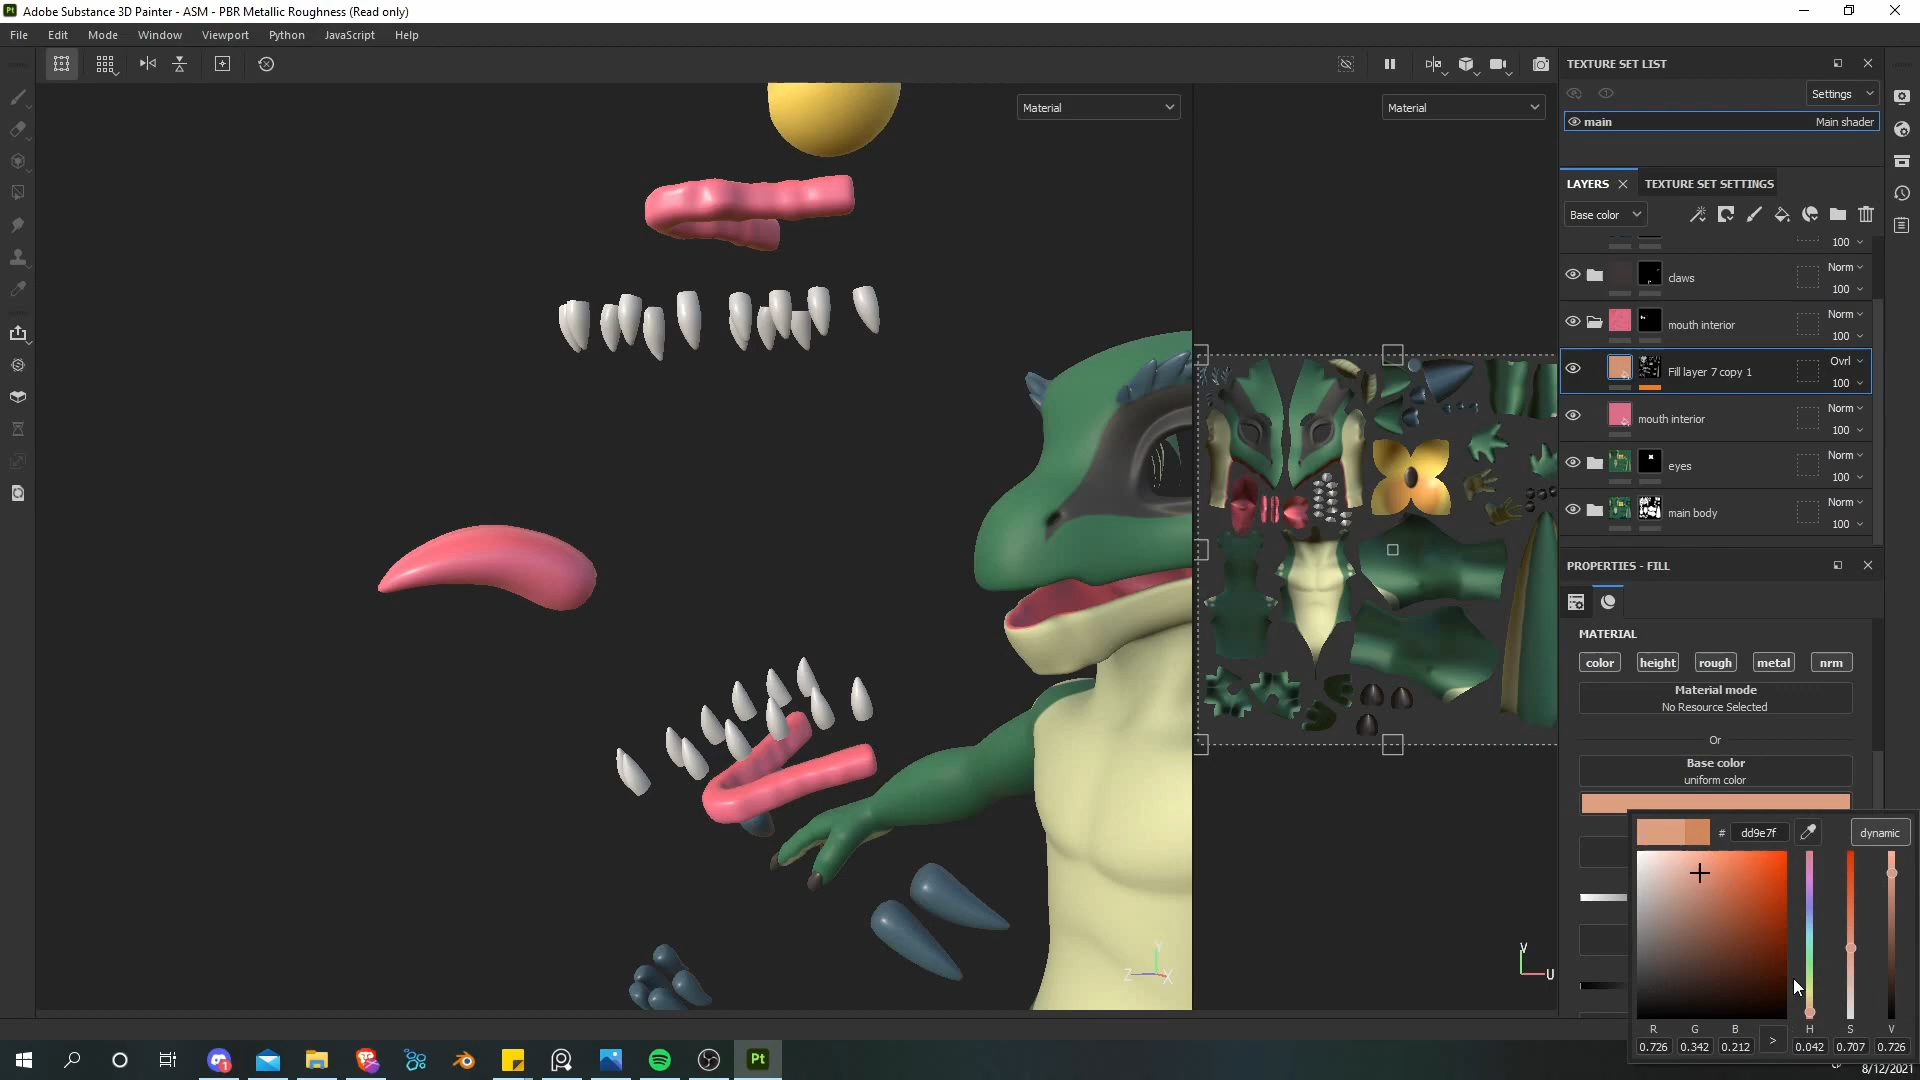 Adobe Substance 3D Painter - ASM - PBR Metallic Roughness (Read only)
File Edit Mode Window Viewport Python JavaScript Help
TEXTURE SET LIST
Settings
main Main shader
Material
Material
LAYERS TEXTURE SET SETTINGS
Base color
100
claws Norm
100
mouth interior Norm
100
Fill layer 7 copy 1 Ovrl
100
mouth interior Norm
100
eyes Norm
100
main body Norm
100
PROPERTIES - FILL
MATERIAL
color height rough metal nrm
Material mode
No Resource Selected
Or
Base color
uniform color
# dd9e7f dynamic
R G B > H S V
0.726 0.342 0.212 0.042 0.707 0.726
Y
Z X
V
U
Pt
8/12/2021